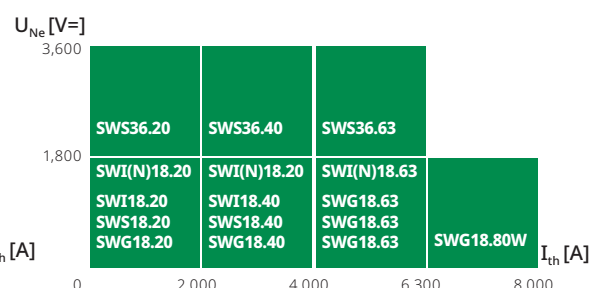 U_Ne [V=]
3,600
SWS36.20 SWS36.40 SWS36.63
1,800
SWI(N)18.20 SWI(N)18.20 SWI(N)18.63
SWI18.20 SWI18.40 SWG18.63
SWS18.20 SWS18.40 SWG18.63
SWG18.20 SWG18.40 SWG18.63
SWG18.80W
h [A]
I_th [A]
0 2,000 4,000 6,300 8,000